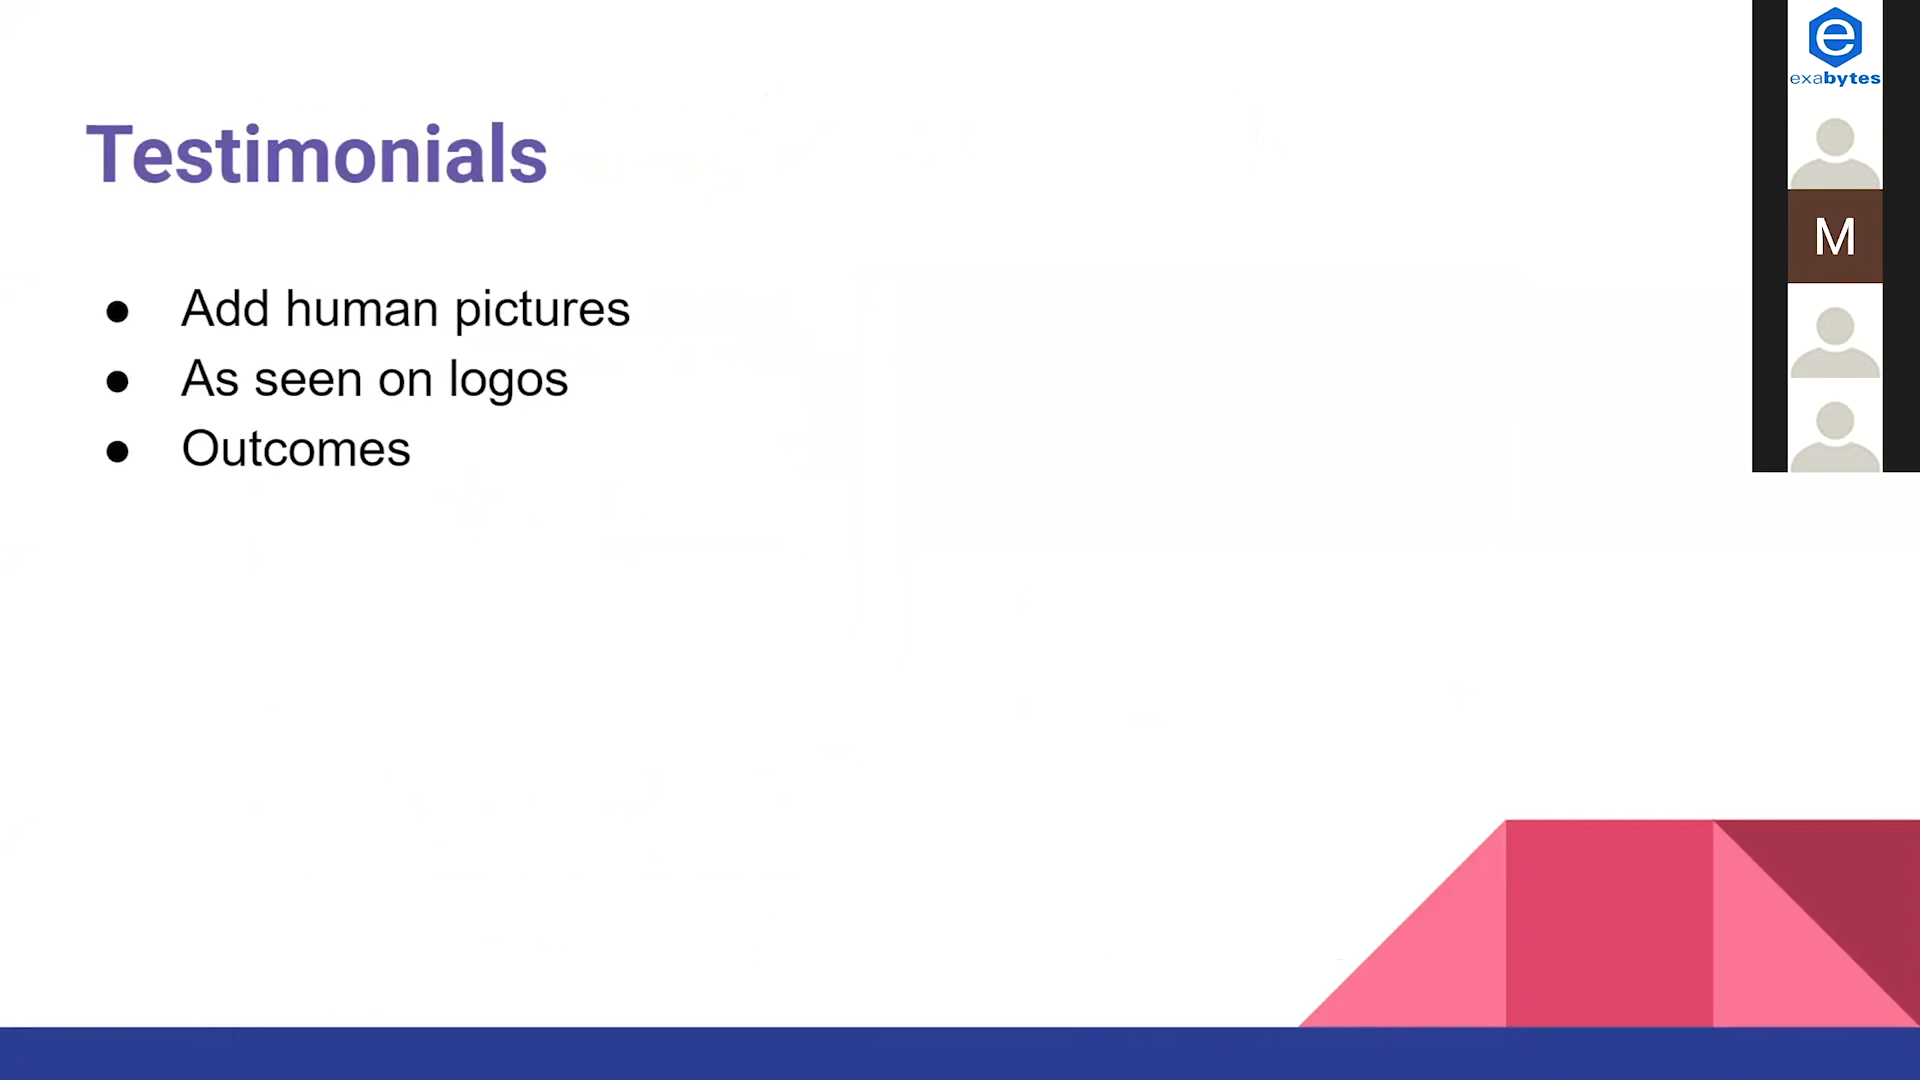 Testimonials
● Add human pictures
● As seen on logos
● Outcomes
e
exabytes
M